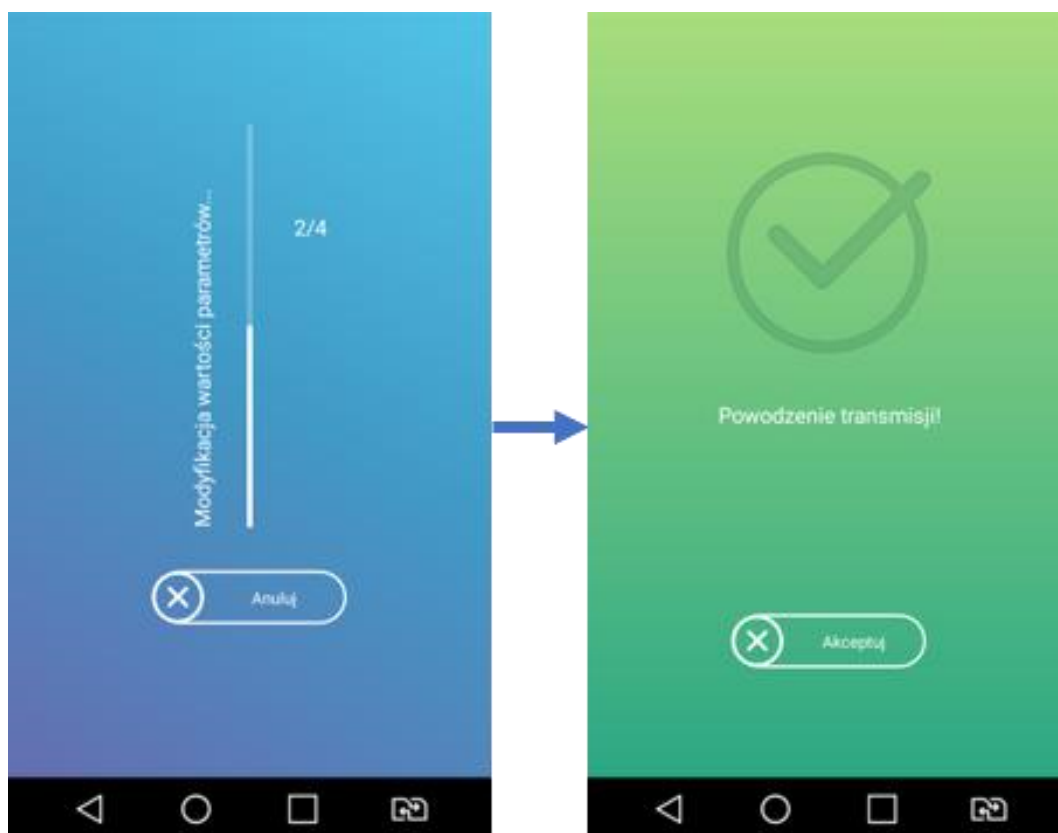 Modyfikacja wartości parametrów...
2/4
Anuluj
Powodzenie transmisji!
Akceptuj